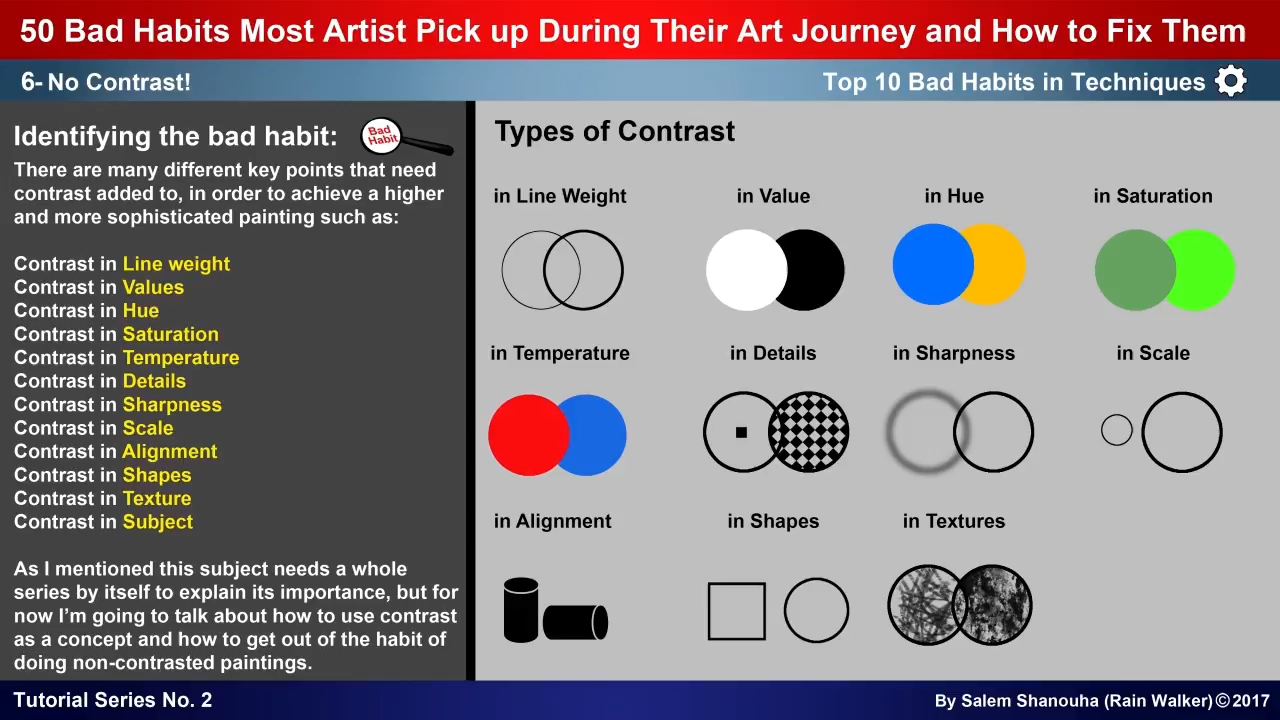 50 Bad Habits Most Artist Pick up During Their Art Journey and How to Fix Them
6- No Contrast!
Top 10 Bad Habits in Techniques
Identifying the bad habit:
Bad
Habit
There are many different key points that need
contrast added to, in order to achieve a higher
and more sophisticated painting such as:
Contrast in Line weight
Contrast in Values
Contrast in Hue
Contrast in Saturation
Contrast in Temperature
Contrast in Details
Contrast in Sharpness
Contrast in Scale
Contrast in Alignment
Contrast in Shapes
Contrast in Texture
Contrast in Subject
As I mentioned this subject needs a whole
series by itself to explain its importance, but for
now I'm going to talk about how to use contrast
as a concept and how to get out of the habit of
doing non-contrasted paintings.
Types of Contrast
in Line Weight
in Value
in Hue
in Saturation
in Temperature
in Details
in Sharpness
in Scale
in Alignment
in Shapes
in Textures
Tutorial Series No. 2
By Salem Shanouha (Rain Walker)©2017